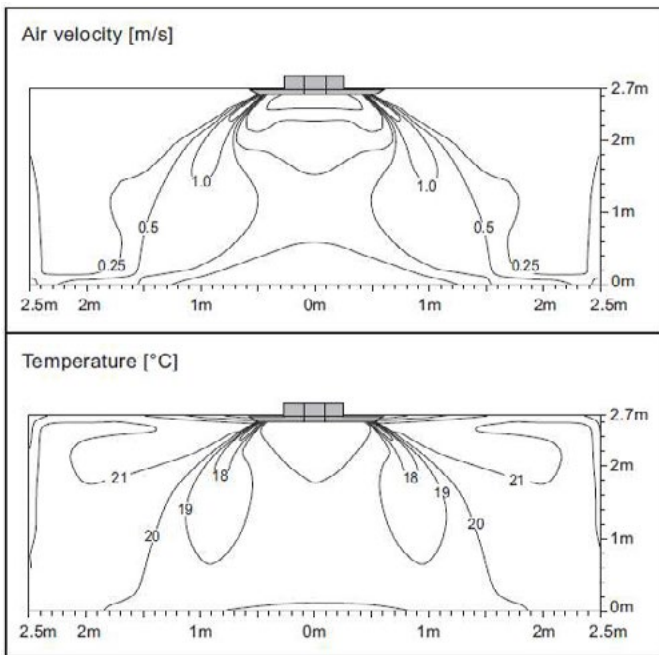 Air velocity [m/s]
2.7m
2m
1.0 1.0
1m
0.5 0.5
0.25 0.25
0m
2.5m 2m 1m 0m 1m 2m 2.5m
Temperature [°C]
2.7m
2m
21 18 18 21
19 19
20 20
1m
0m
2.5m 2m 1m 0m 1m 2m 2.5m